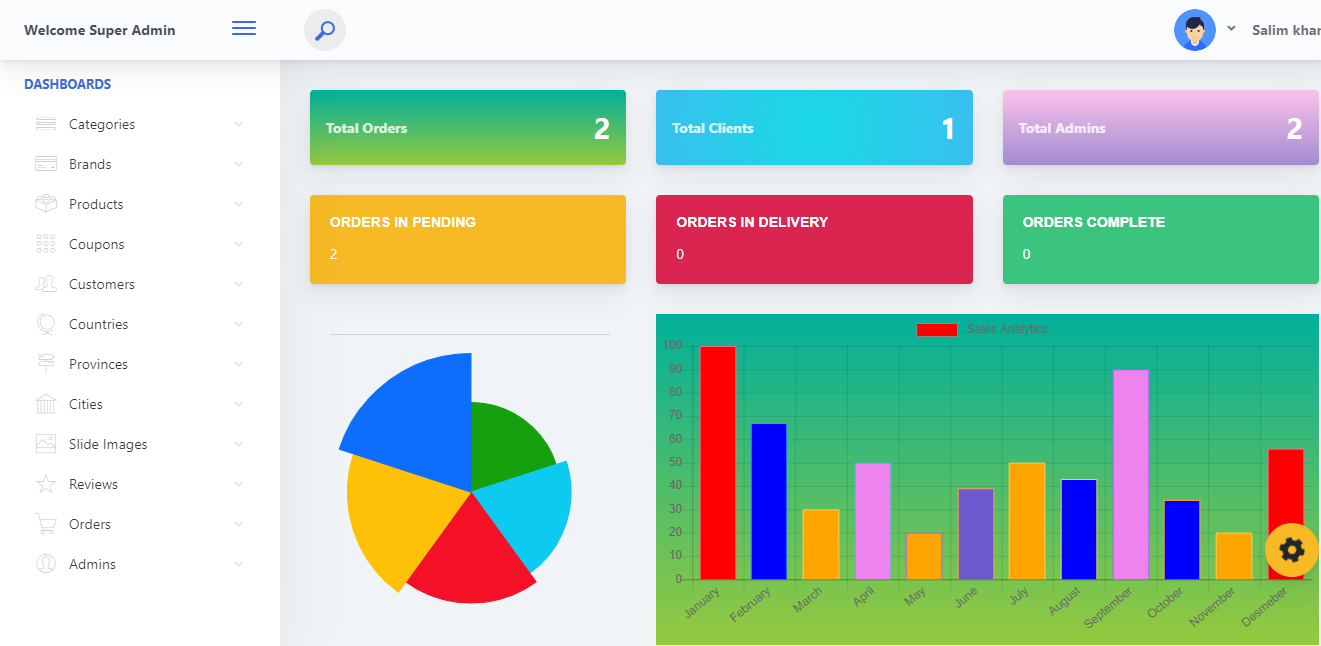 Welcome Super Admin
Salim khan
DASHBOARDS
Categories
Brands
Products
Coupons
Customers
Countries
Provinces
Cities
Slide Images
Reviews
Orders
Admins
Total Orders 2
Total Clients 1
Total Admins 2
ORDERS IN PENDING
2
ORDERS IN DELIVERY
0
ORDERS COMPLETE
0
Sales Analytics
100
90
80
70
60
50
40
30
20
10
0
January
February
March
April
May
June
July
August
September
October
November
Desmeber